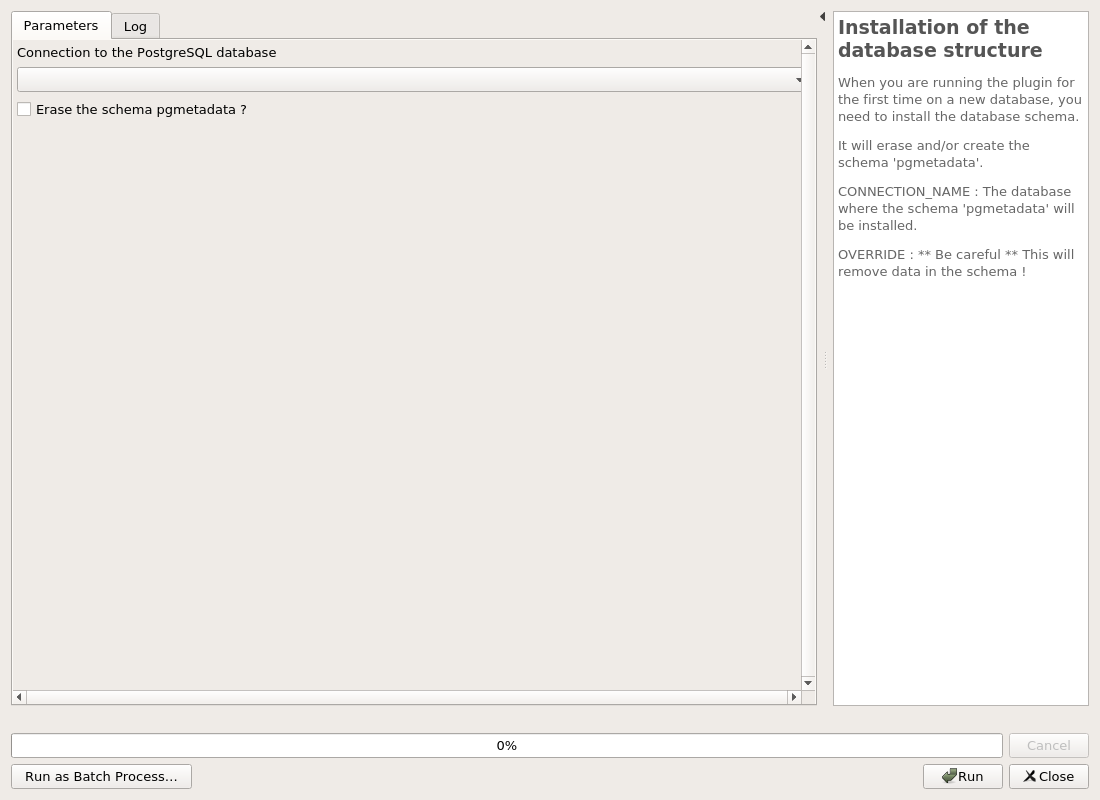 Parameters
Log
Connection to the PostgreSQL database
Erase the schema pgmetadata ?
Installation of the
database structure
When you are running the plugin for
the first time on a new database, you
need to install the database schema.
It will erase and/or create the
schema 'pgmetadata'.
CONNECTION_NAME : The database
where the schema 'pgmetadata' will
be installed.
OVERRIDE : ** Be careful ** This will
remove data in the schema !
0%
Cancel
Run as Batch Process...
Run
Close